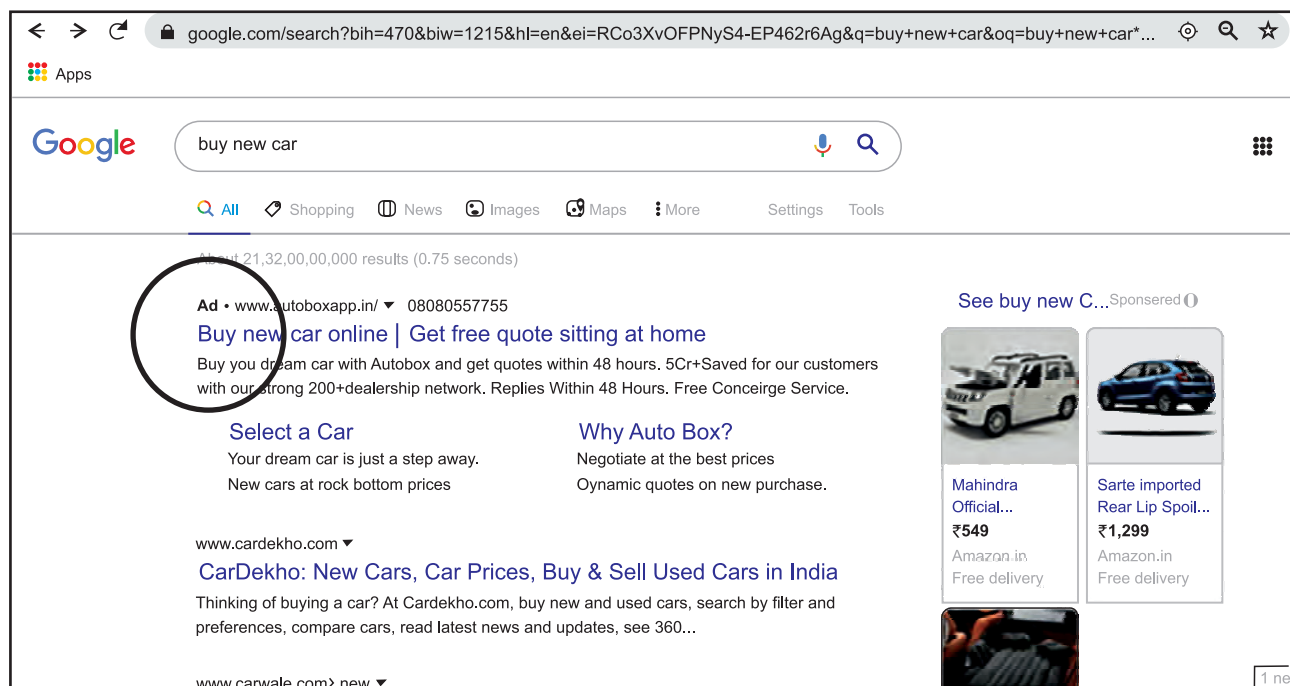 google.com/search?bih=470&biw=1215&hl=en&ei=RCo3XvOFPNyS4-EP462r6Ag&q=buy+new+car&oq=buy+new+car*...
Apps
Google
buy new car
All Shopping News Images Maps More Settings Tools
About 21,32,00,00,000 results (0.75 seconds)
Ad • www.autoboxapp.in/ 08080557755
Buy new car online | Get free quote sitting at home
Buy you dream car with Autobox and get quotes within 48 hours. 5Cr+Saved for our customers
with our strong 200+dealership network. Replies Within 48 Hours. Free Conceirge Service.
Select a Car
Your dream car is just a step away.
New cars at rock bottom prices
Why Auto Box?
Negotiate at the best prices
Oynamic quotes on new purchase.
www.cardekho.com
CarDekho: New Cars, Car Prices, Buy & Sell Used Cars in India
Thinking of buying a car? At Cardekho.com, buy new and used cars, search by filter and
preferences, compare cars, read latest news and updates, see 360...
www.carwale.com› new
See buy new C... Sponsered
Mahindra
Official...
₹549
Amazon.in
Free delivery
Sarte imported
Rear Lip Spoil...
₹1,299
Amazon.in
Free delivery
1 ne